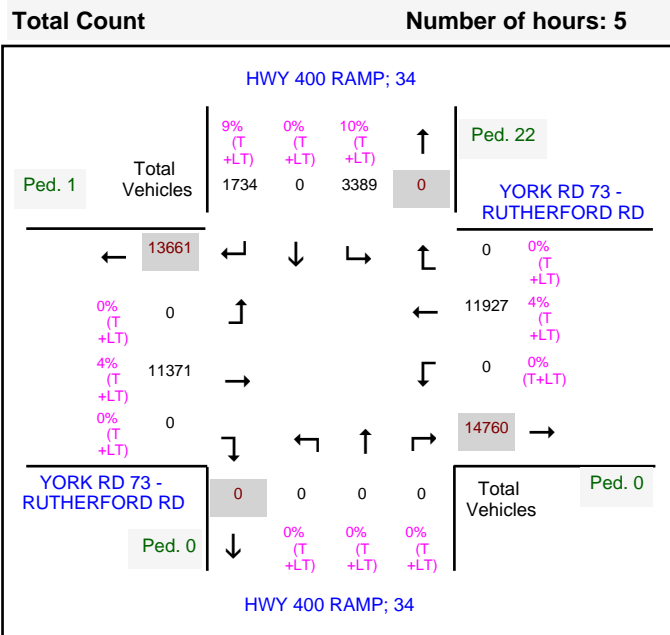 Total Count Number of hours: 5
HWY 400 RAMP; 34
9% 0% 10%
(T (T (T
+LT) +LT) +LT)
Ped. 22
Ped. 1
Total
Vehicles
1734 0 3389 0
YORK RD 73 -
RUTHERFORD RD
13661
0 0%
(T
+LT)
0%
(T
+LT)
0
11927 4%
(T
+LT)
4%
(T
+LT)
11371
0 0%
(T+LT)
0%
(T
+LT)
0
14760
YORK RD 73 -
RUTHERFORD RD
0 0 0 0
Total
Vehicles
Ped. 0
Ped. 0
0% 0% 0%
(T (T (T
+LT) +LT) +LT)
HWY 400 RAMP; 34